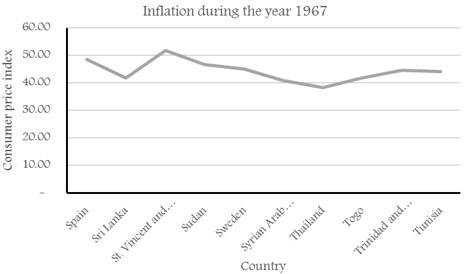 Inflation during the year 1967
Consumer price index
60.00
50.00
40.00
30.00
20.00
10.00
-
Spain
Sri Lanka
St. Vincent and…
Sudan
Sweden
Syrian Arab…
Thailand
Togo
Trinidad and…
Tunisia
Country